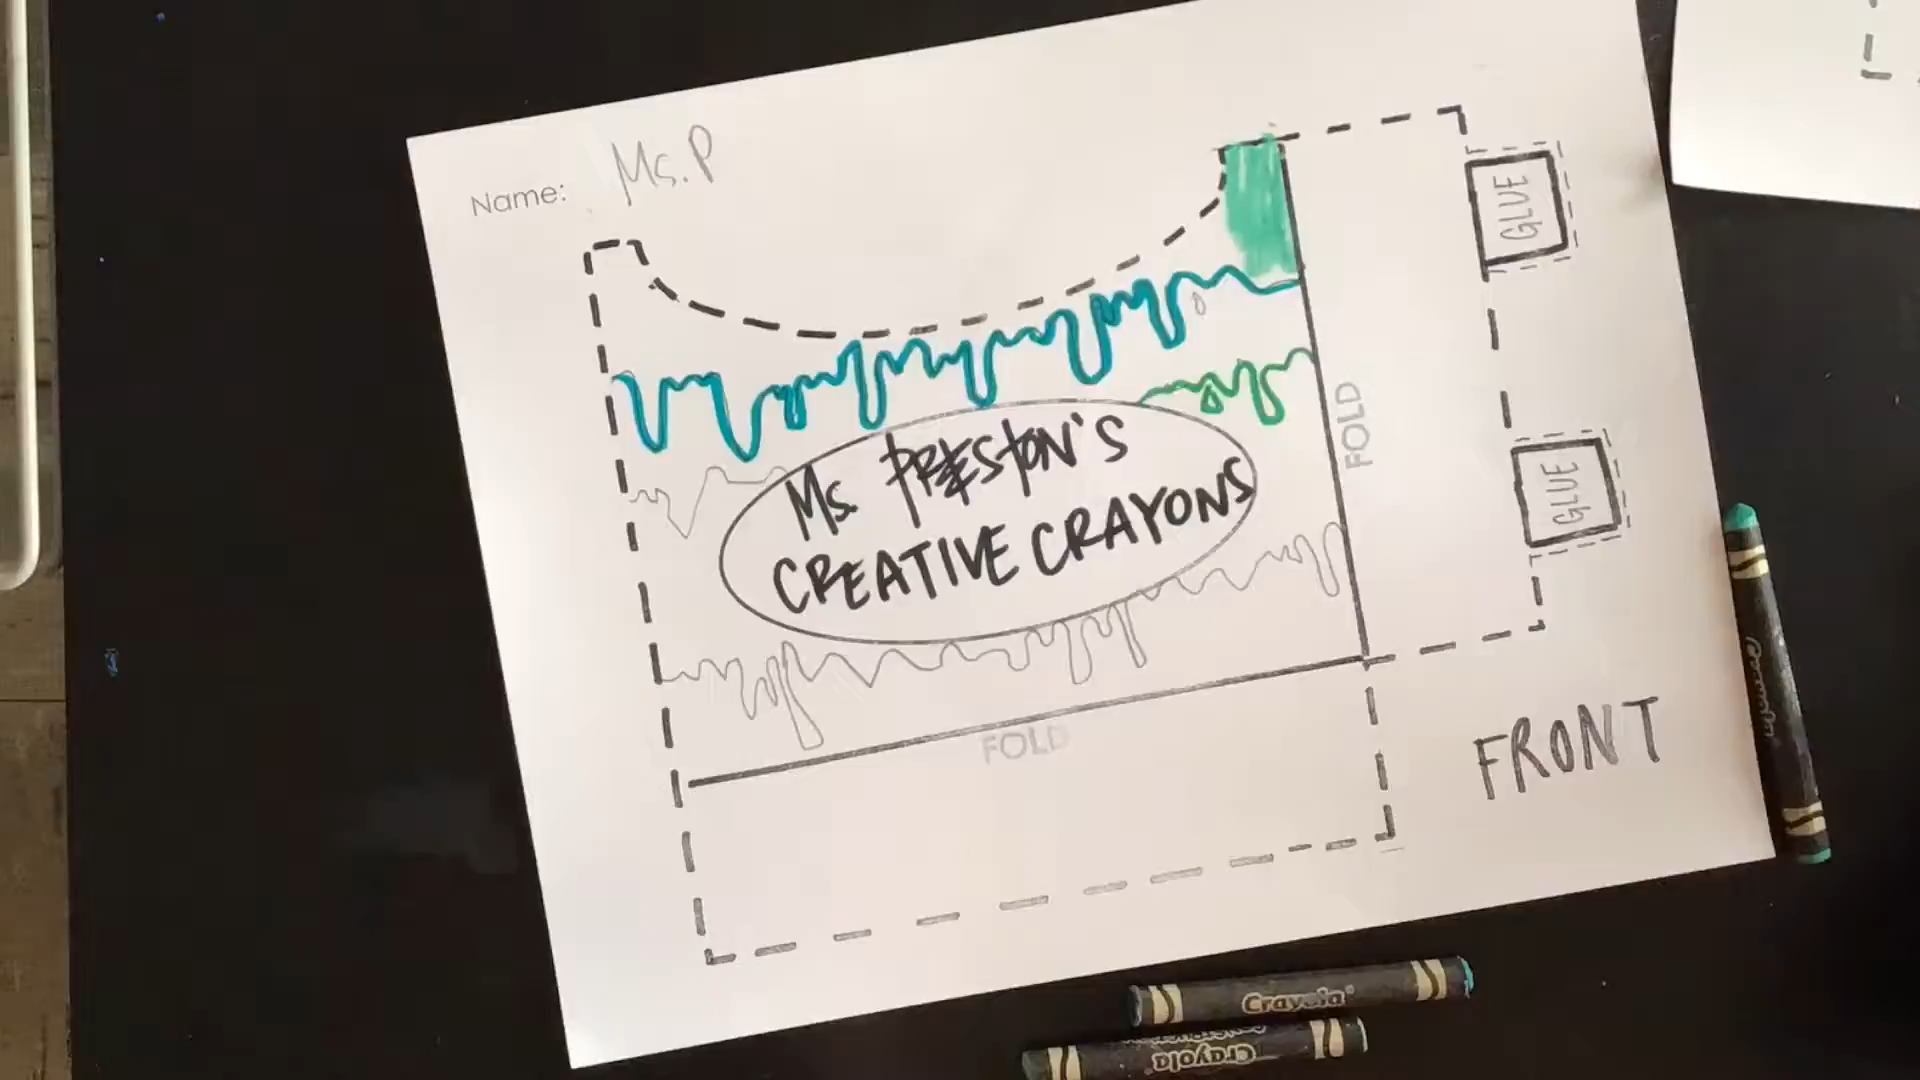 Name: Ms. P
GLUE
FOLD
Ms. PRESTON'S
CREATIVE CRAYONS
GLUE
FOLD
FRONT
Crayola
Crayola